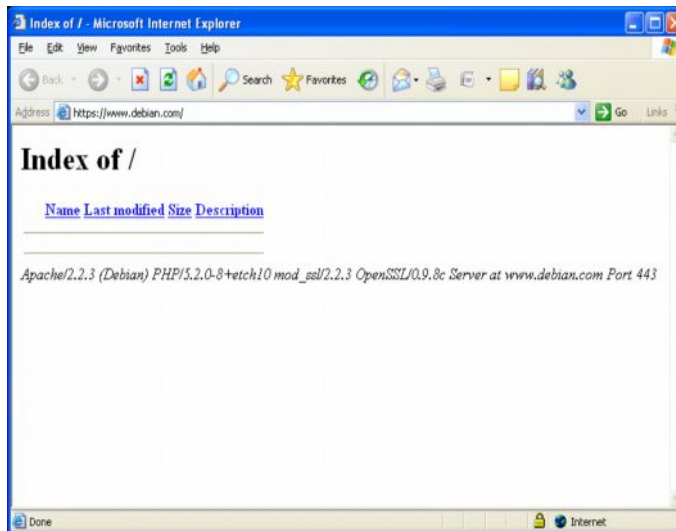 Index of / - Microsoft Internet Explorer
File Edit View Favorites Tools Help
Back Search Favorites
Address https://www.debian.com/ Go Links
Index of /
Name Last modified Size Description
Apache/2.2.3 (Debian) PHP/5.2.0-8+etch10 mod_ssl/2.2.3 OpenSSL/0.9.8c Server at www.debian.com Port 443
Done Internet